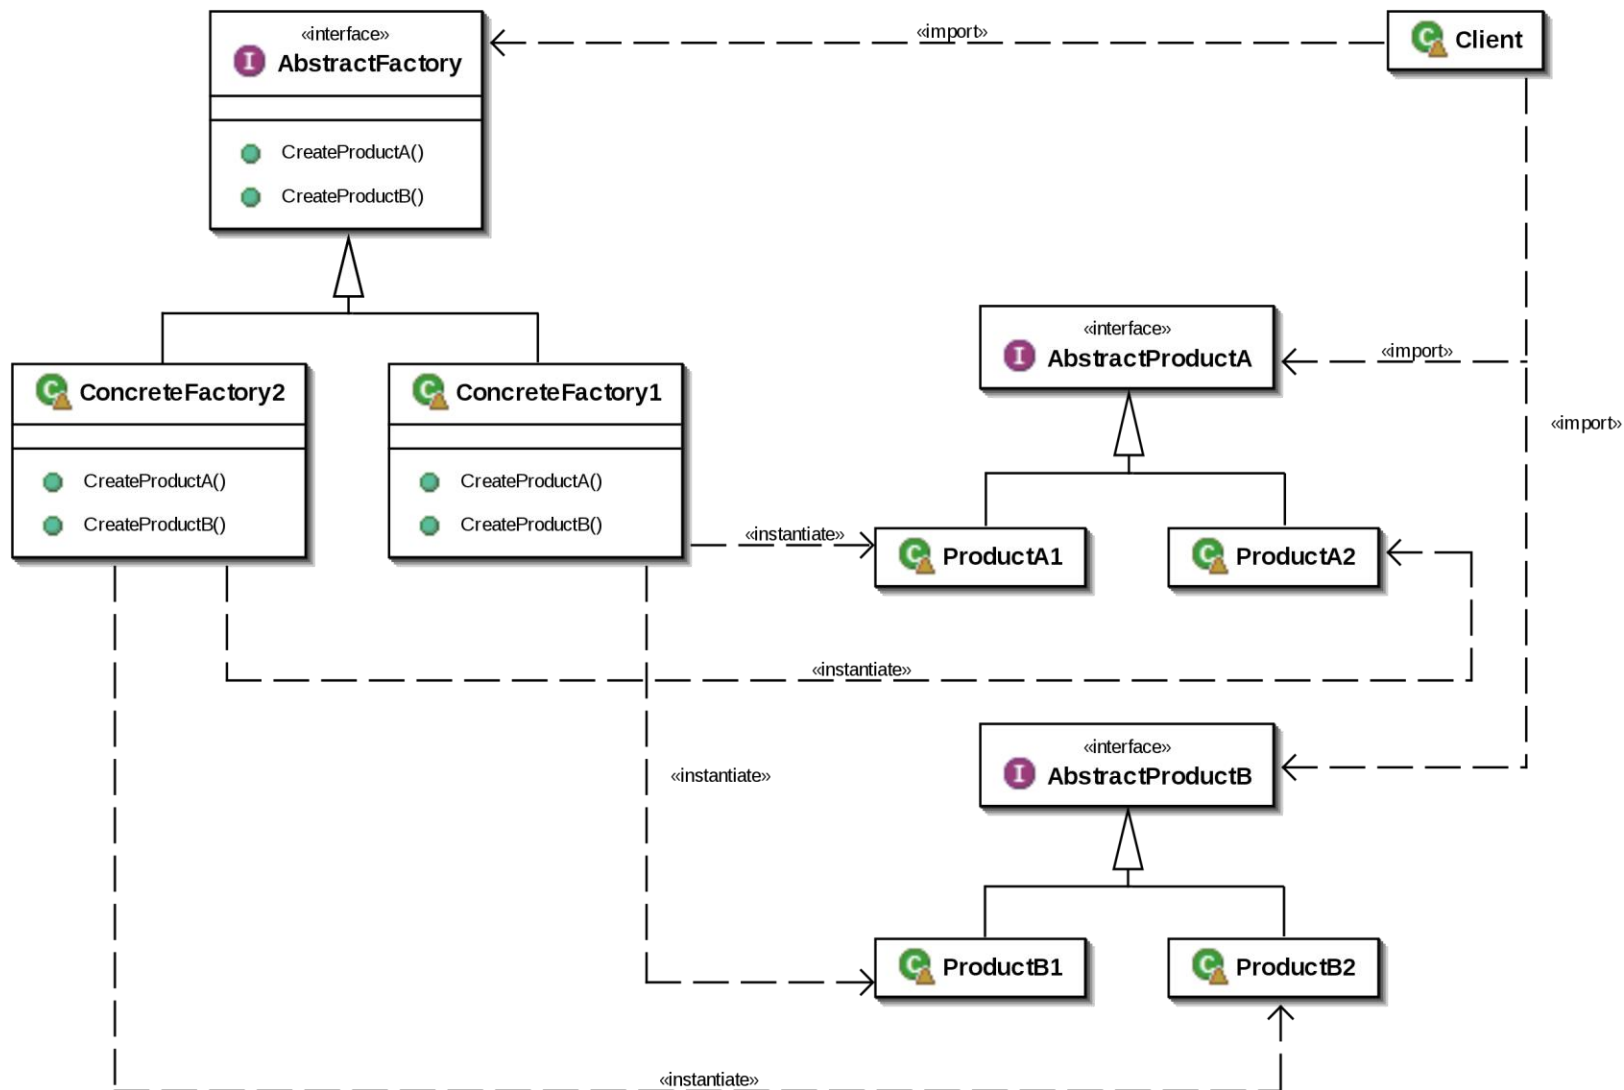 «interface»
I AbstractFactory
CreateProductA()
CreateProductB()
«import»
C Client
C ConcreteFactory2
CreateProductA()
CreateProductB()
C ConcreteFactory1
CreateProductA()
CreateProductB()
«interface»
I AbstractProductA
«import»
«import»
«instantiate»
C ProductA1
C ProductA2
«instantiate»
«interface»
I AbstractProductB
«instantiate»
C ProductB1
C ProductB2
«instantiate»